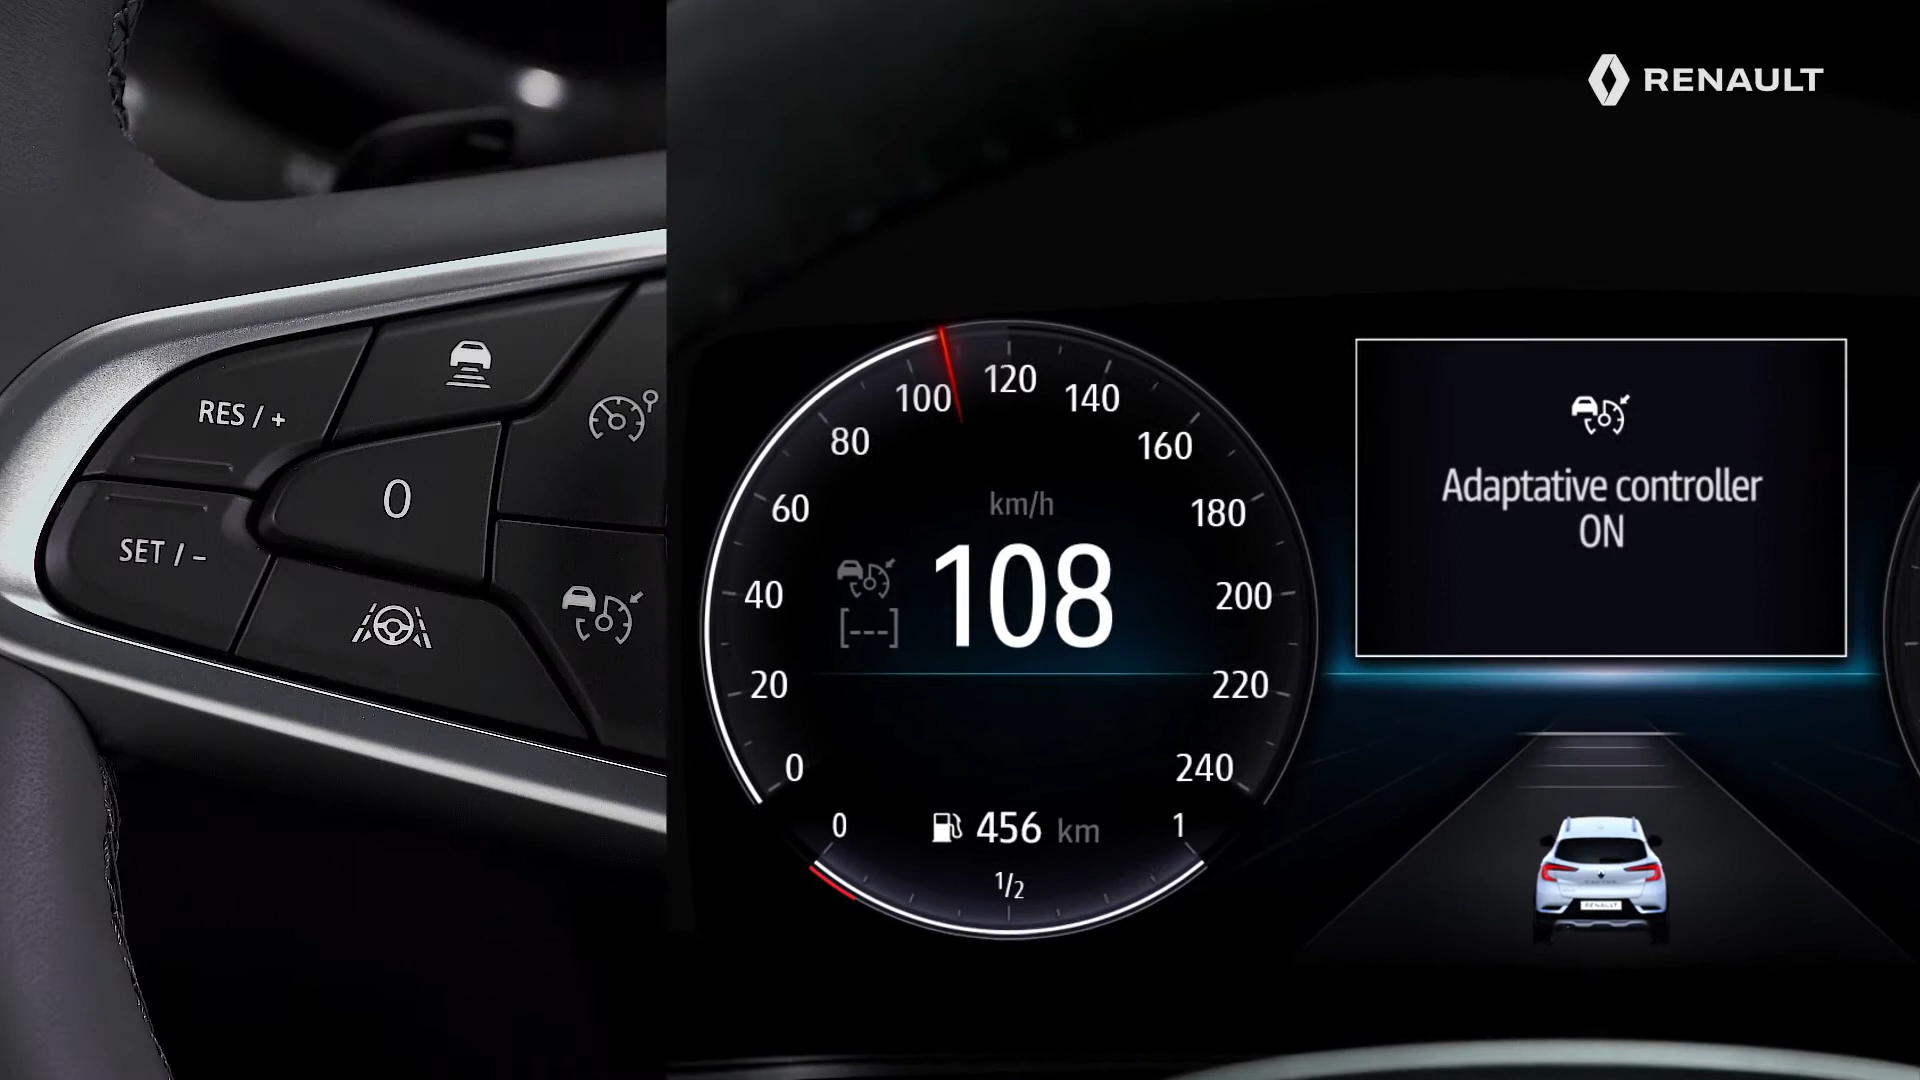 RENAULT
RES / +
0
SET / -
Adaptative controller
ON
0
20
40
60
80
100
120
140
160
180
200
220
240
km/h
108
[---]
0
456 km
1
1/2
RENAULT